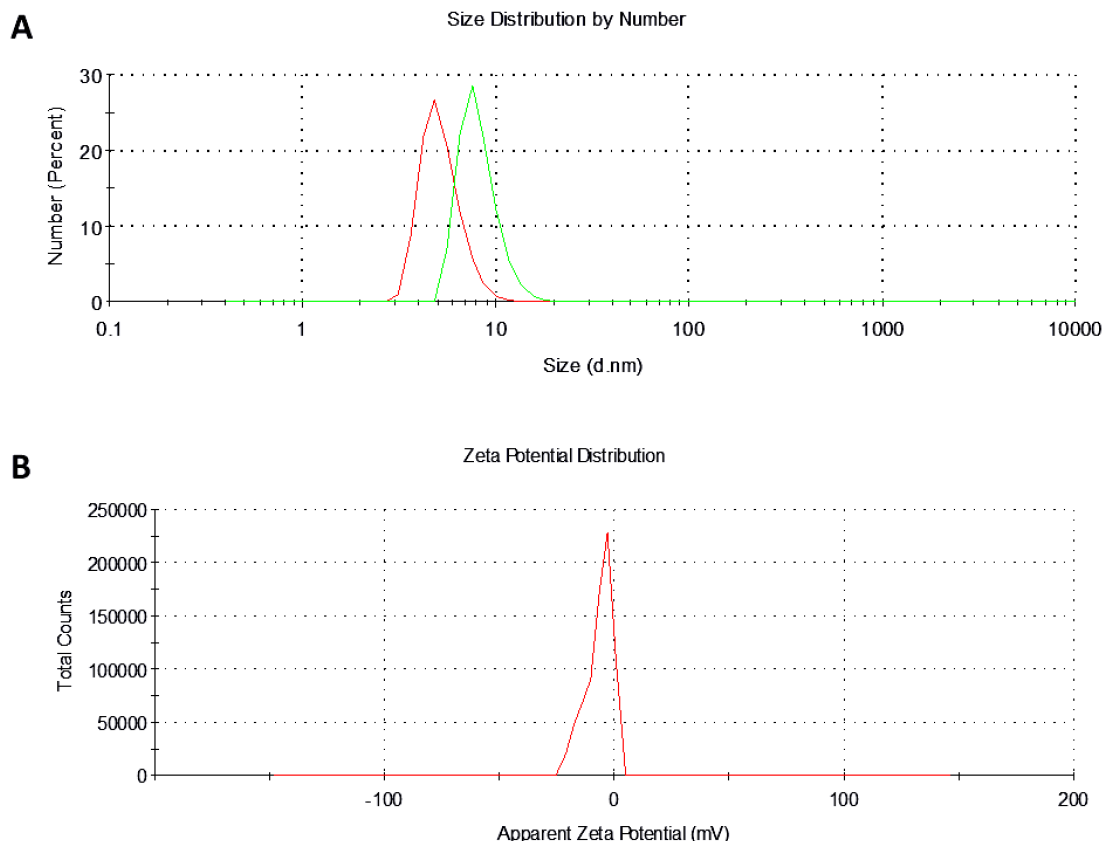 A
Size Distribution by Number
Number (Percent)
30
20
10
0
0.1 1 10 100 1000 10000
Size (d.nm)
B
Zeta Potential Distribution
Total Counts
250000
200000
150000
100000
50000
0
-100 0 100 200
Apparent Zeta Potential (mV)